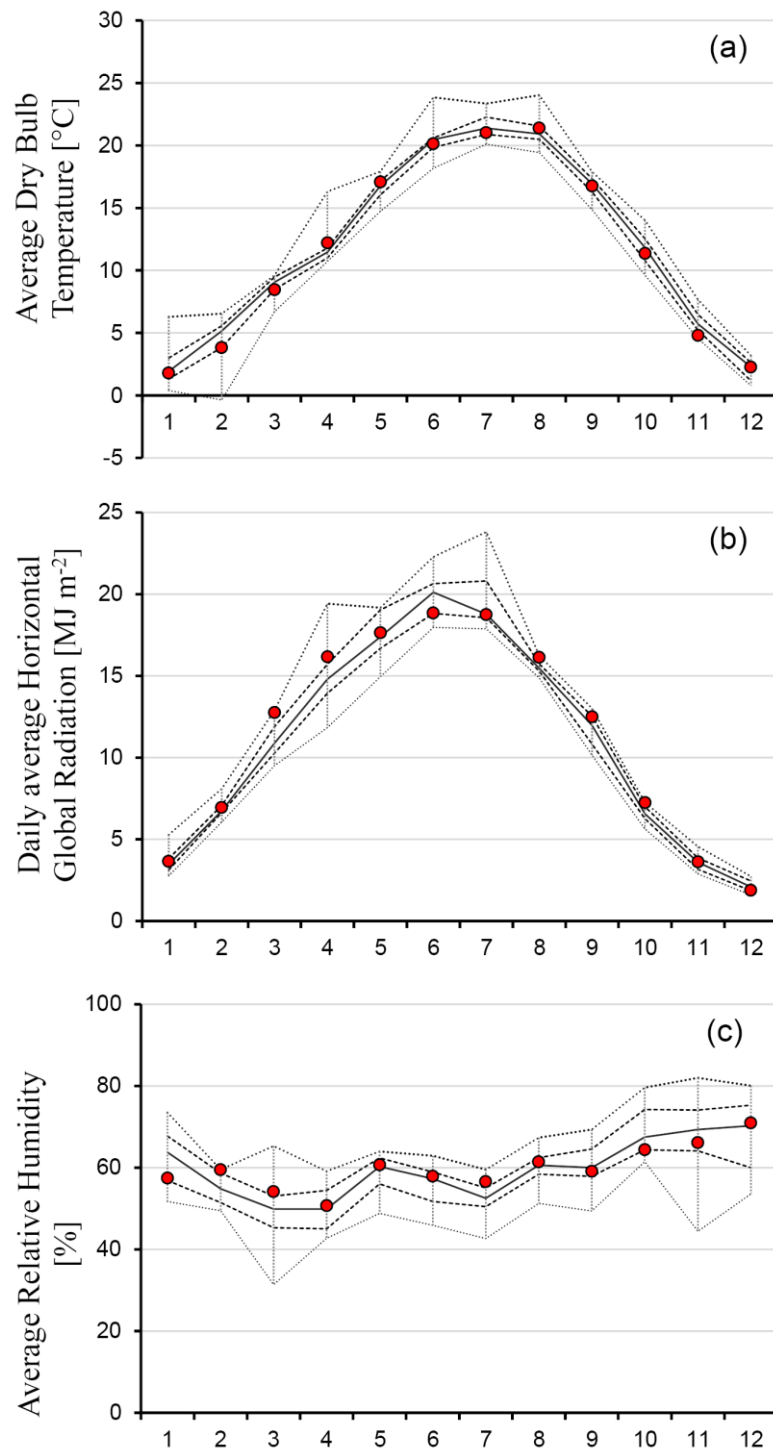 (a)
Average Dry Bulb
Temperature [°C]
30
25
20
15
10
5
0
-5
1 2 3 4 5 6 7 8 9 10 11 12
(b)
Daily average Horizontal
Global Radiation [MJ m⁻²]
25
20
15
10
5
0
1 2 3 4 5 6 7 8 9 10 11 12
(c)
Average Relative Humidity
[%]
100
80
60
40
20
0
1 2 3 4 5 6 7 8 9 10 11 12